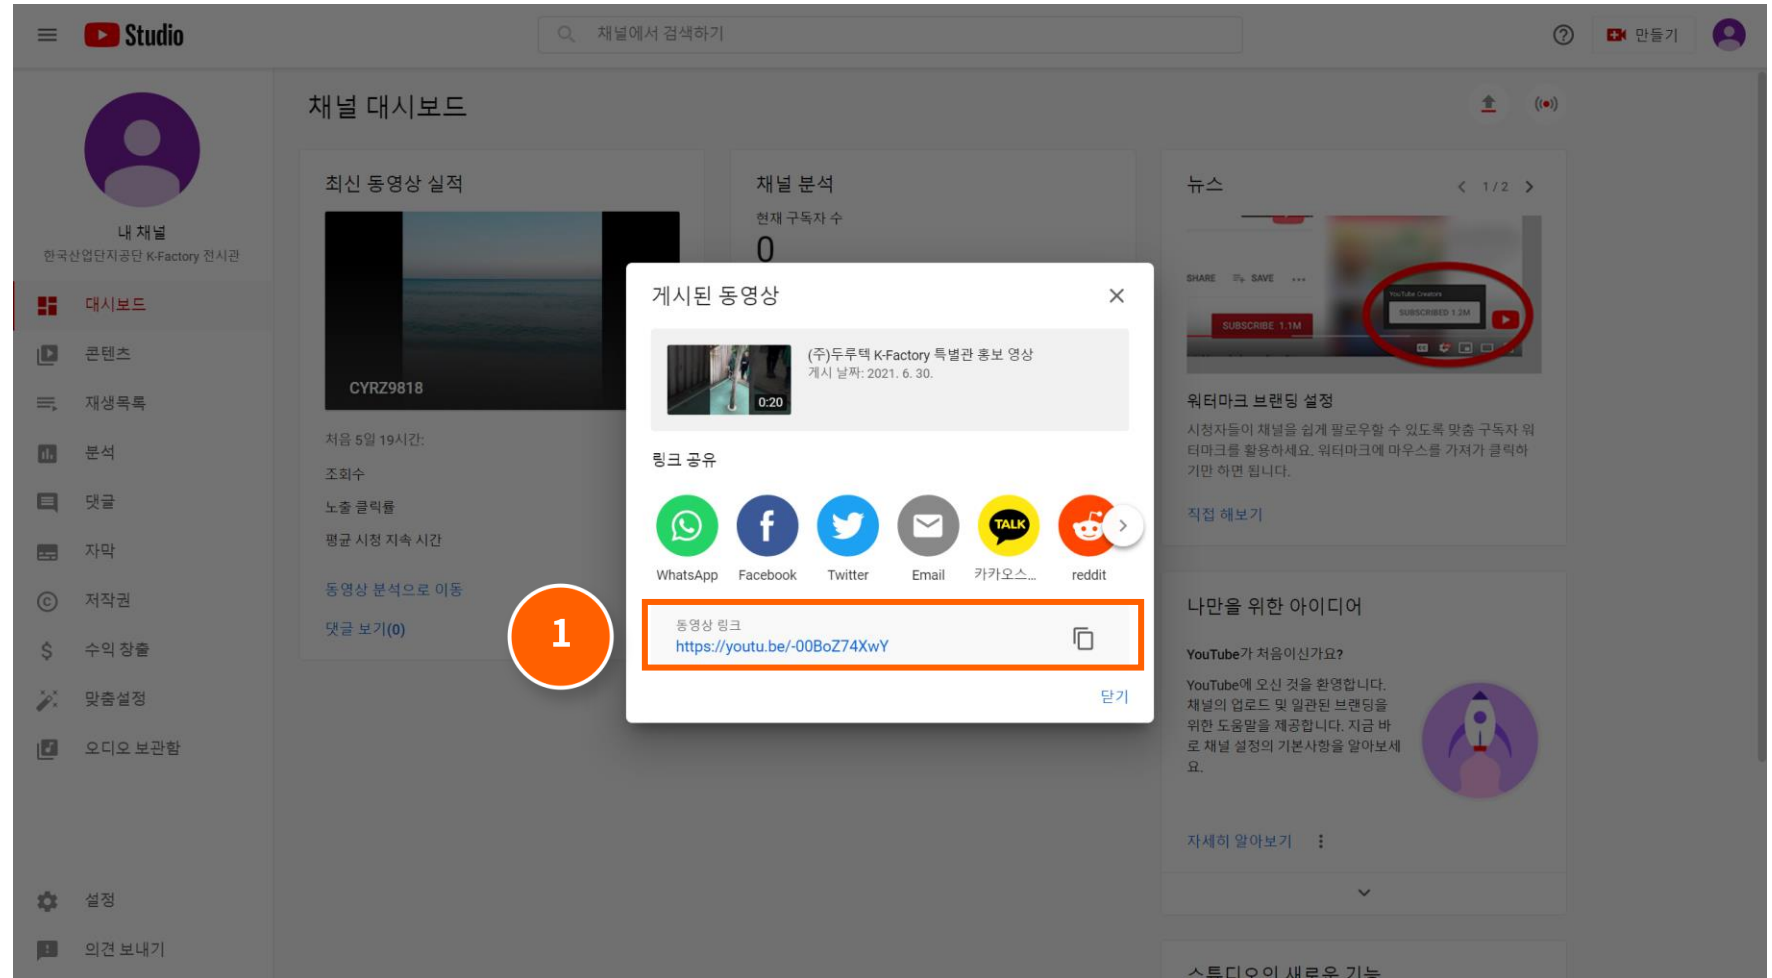 Studio
채널에서 검색하기
만들기
내 채널
한국산업단지공단 K-Factory 전시관
대시보드
콘텐츠
재생목록
분석
댓글
자막
저작권
수익 창출
맞춤설정
오디오 보관함
설정
의견 보내기
채널 대시보드
최신 동영상 실적
CYRZ9818
처음 5일 19시간:
조회수
노출 클릭률
평균 시청 지속 시간
동영상 분석으로 이동
댓글 보기(0)
채널 분석
현재 구독자 수
0
게시된 동영상
(주)두루텍 K-Factory 특별관 홍보 영상
게시 날짜: 2021. 6. 30.
0:20
링크 공유
TALK
WhatsApp Facebook Twitter Email 카카오스... reddit
1
동영상 링크
https://youtu.be/-00BoZ74XwY
닫기
뉴스
1/2
SHARE SAVE
YouTube Creators
SUBSCRIBED 1.2M
SUBSCRIBE 1.1M
워터마크 브랜딩 설정
시청자들이 채널을 쉽게 팔로우할 수 있도록 맞춤 구독자 워
터마크를 활용하세요. 워터마크에 마우스를 가져가 클릭하
기만 하면 됩니다.
직접 해보기
나만을 위한 아이디어
YouTube가 처음이신가요?
YouTube에 오신 것을 환영합니다.
채널의 업로드 및 일관된 브랜딩을
위한 도움말을 제공합니다. 지금 바
로 채널 설정의 기본사항을 알아보세
요.
자세히 알아보기
스튜디오의 새로운 기능